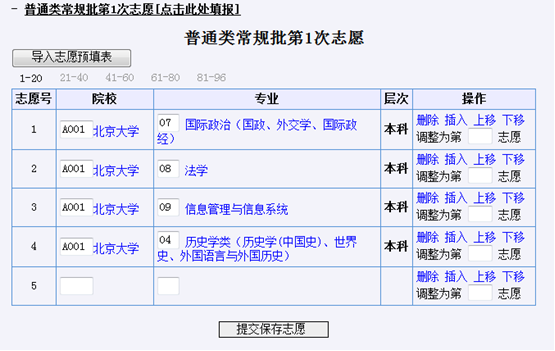 - 普通类常规批第1次志愿[点击此处填报]
普通类常规批第1次志愿
导入志愿预填表
1-20 21-40 41-60 61-80 81-96
志愿号 院校 专业 层次 操作
1 A001 北京大学 07 国际政治（国政、外交学、国际政
经） 本科 删除 插入 上移 下移
调整为第 志愿
2 A001 北京大学 08 法学 本科 删除 插入 上移 下移
调整为第 志愿
3 A001 北京大学 09 信息管理与信息系统 本科 删除 插入 上移 下移
调整为第 志愿
4 A001 北京大学 04 历史学类（历史学(中国史)、世界
史、外国语言与外国历史） 本科 删除 插入 上移 下移
调整为第 志愿
5 删除 插入 上移 下移
调整为第 志愿
提交保存志愿